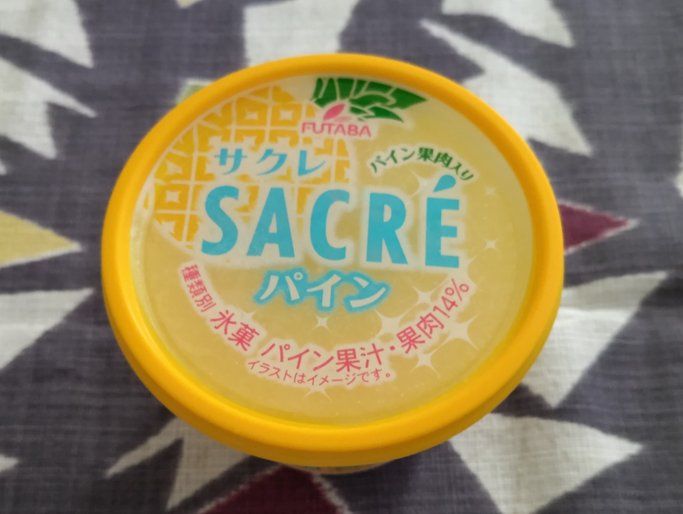 FUTABA
サクレ
パイン果肉入り
SACRÉ
パイン
種類別 氷菓 パイン果汁・果肉14%
イラストはイメージです。